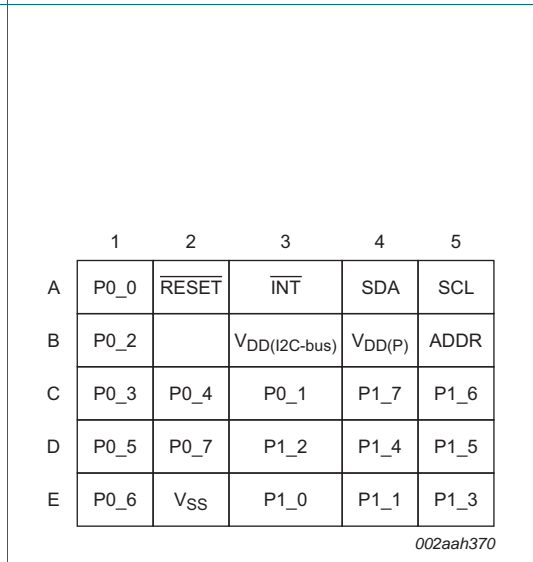 1 2 3 4 5
A P0_0 RESET INT SDA SCL
B P0_2 VDD(I2C-bus) VDD(P) ADDR
C P0_3 P0_4 P0_1 P1_7 P1_6
D P0_5 P0_7 P1_2 P1_4 P1_5
E P0_6 VSS P1_0 P1_1 P1_3
002aah370